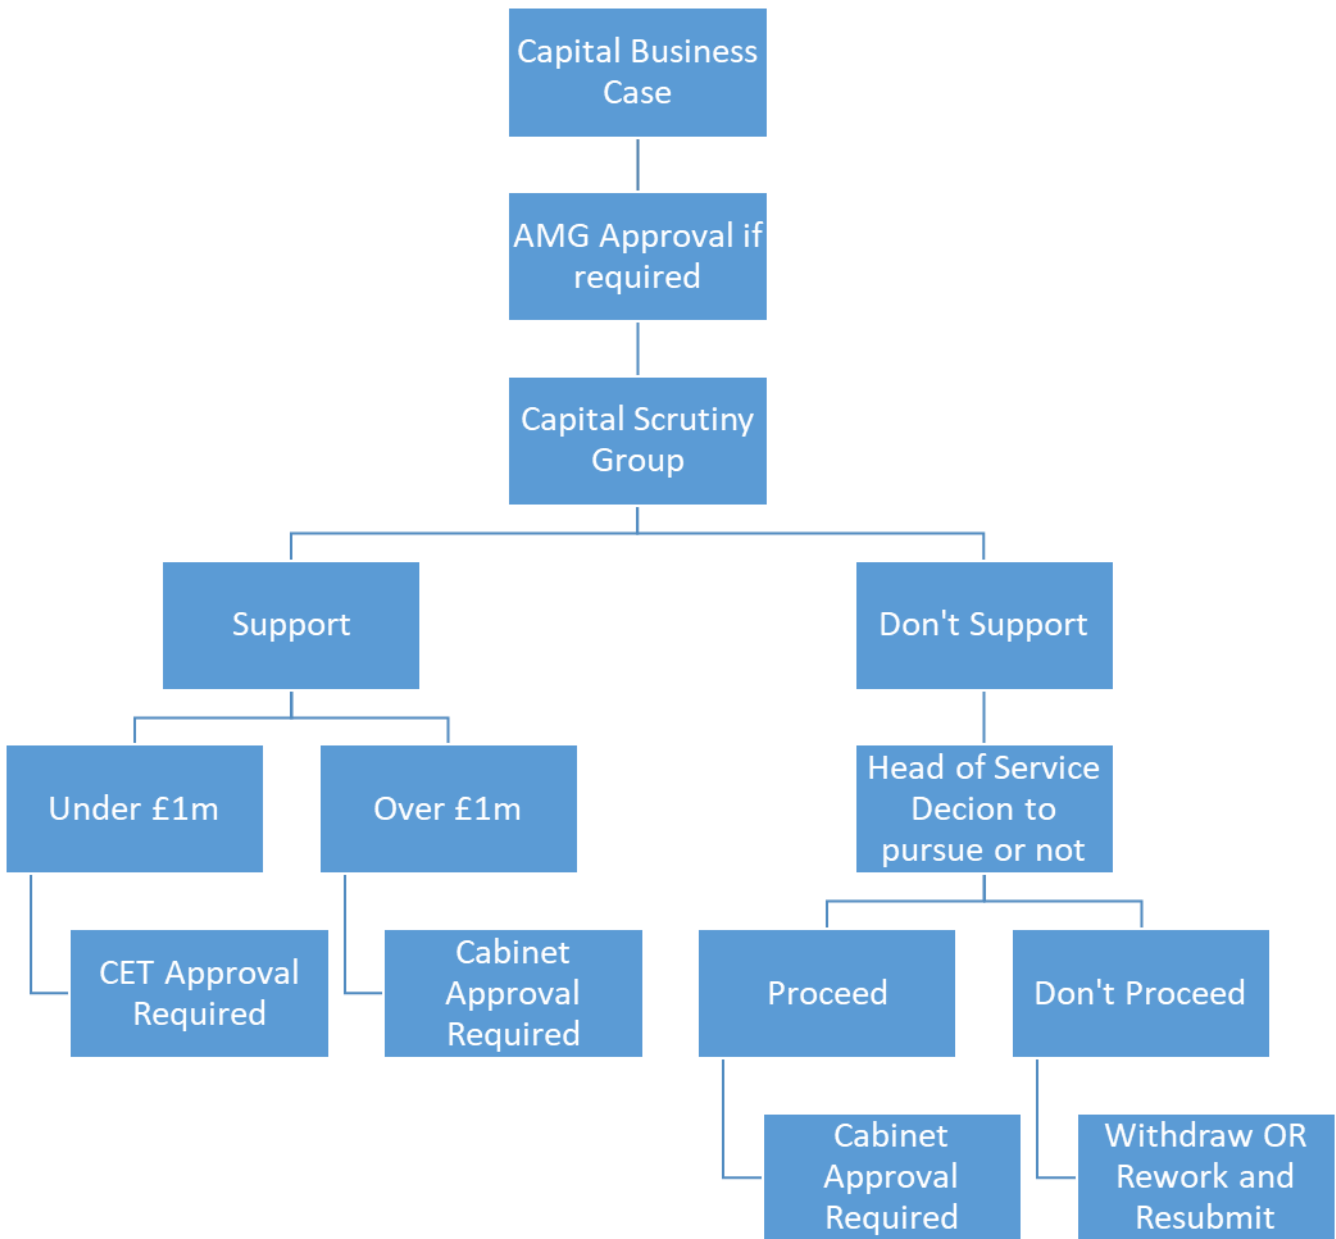 Capital Business
Case
AMG Approval if
required
Capital Scrutiny
Group
Support
Don't Support
Under £1m
Over £1m
Head of Service
Decion to
pursue or not
CET Approval
Required
Cabinet
Approval
Required
Proceed
Don't Proceed
Cabinet
Approval
Required
Withdraw OR
Rework and
Resubmit